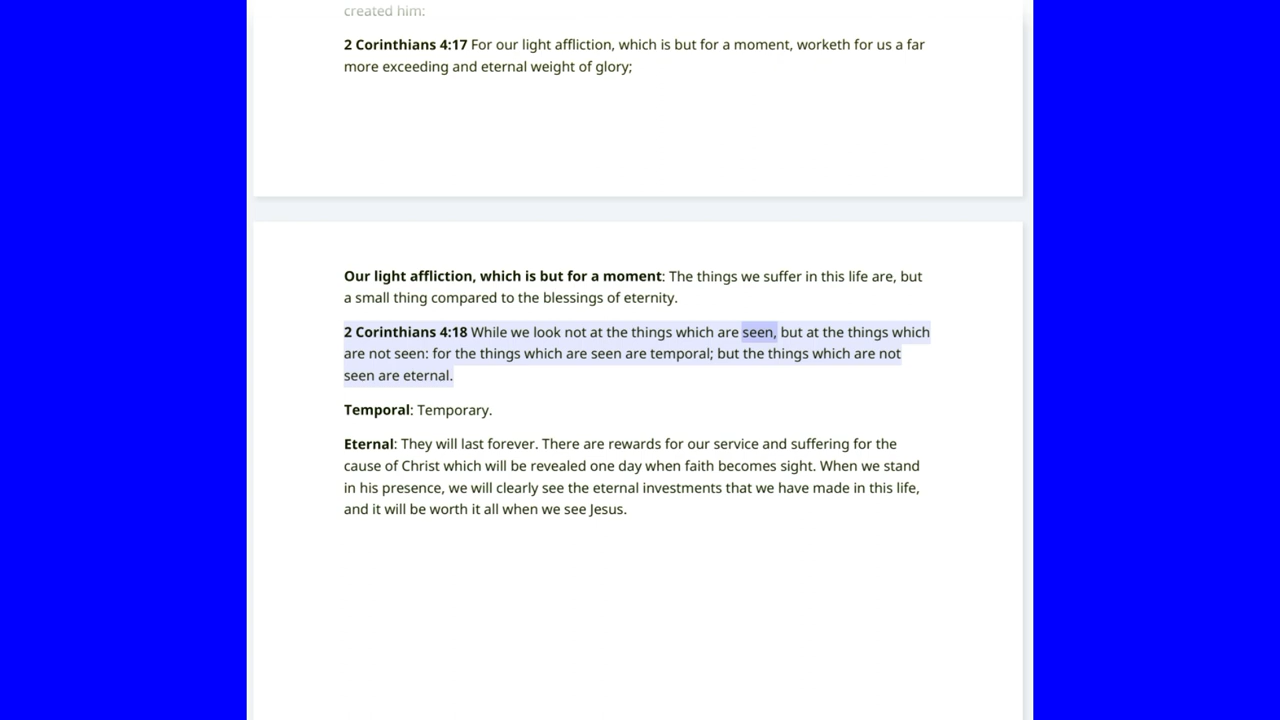 created him:
2 Corinthians 4:17 For our light affliction, which is but for a moment, worketh for us a far
more exceeding and eternal weight of glory;
Our light affliction, which is but for a moment: The things we suffer in this life are, but
a small thing compared to the blessings of eternity.
2 Corinthians 4:18 While we look not at the things which are seen, but at the things which
are not seen: for the things which are seen are temporal; but the things which are not
seen are eternal.
Temporal: Temporary.
Eternal: They will last forever. There are rewards for our service and suffering for the
cause of Christ which will be revealed one day when faith becomes sight. When we stand
in his presence, we will clearly see the eternal investments that we have made in this life,
and it will be worth it all when we see Jesus.